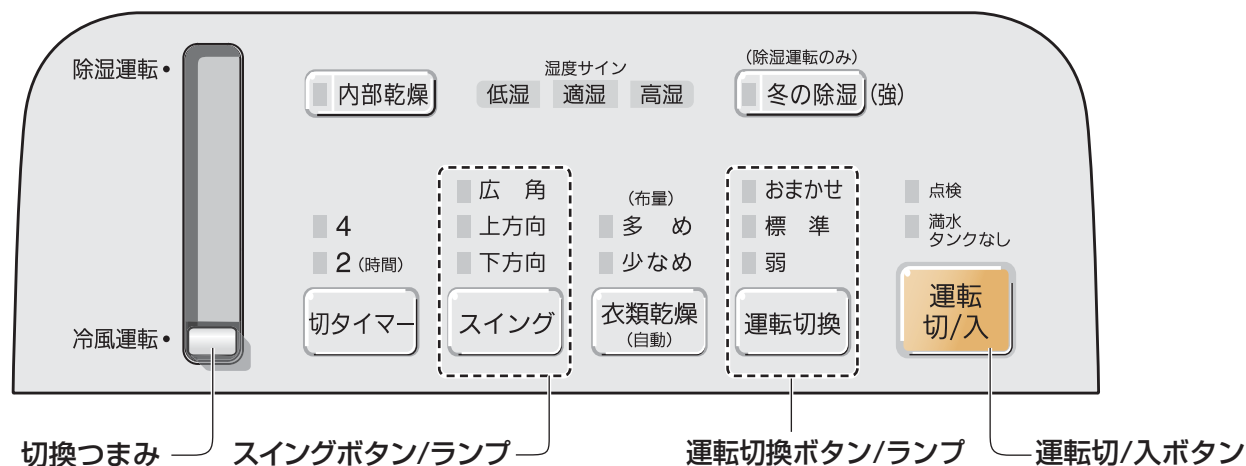 除湿運転•
内部乾燥
湿度サイン
低湿 適湿 高湿
(除湿運転のみ)
冬の除湿 (強)
4
2 (時間)
切タイマー
広 角
上方向
下方向
スイング
(布量)
多 め
少なめ
衣類乾燥
(自動)
おまかせ
標 準
弱
運転切換
点検
満水
タンクなし
運転
切/入
冷風運転•
切換つまみ
スイングボタン/ランプ
運転切換ボタン/ランプ
運転切/入ボタン